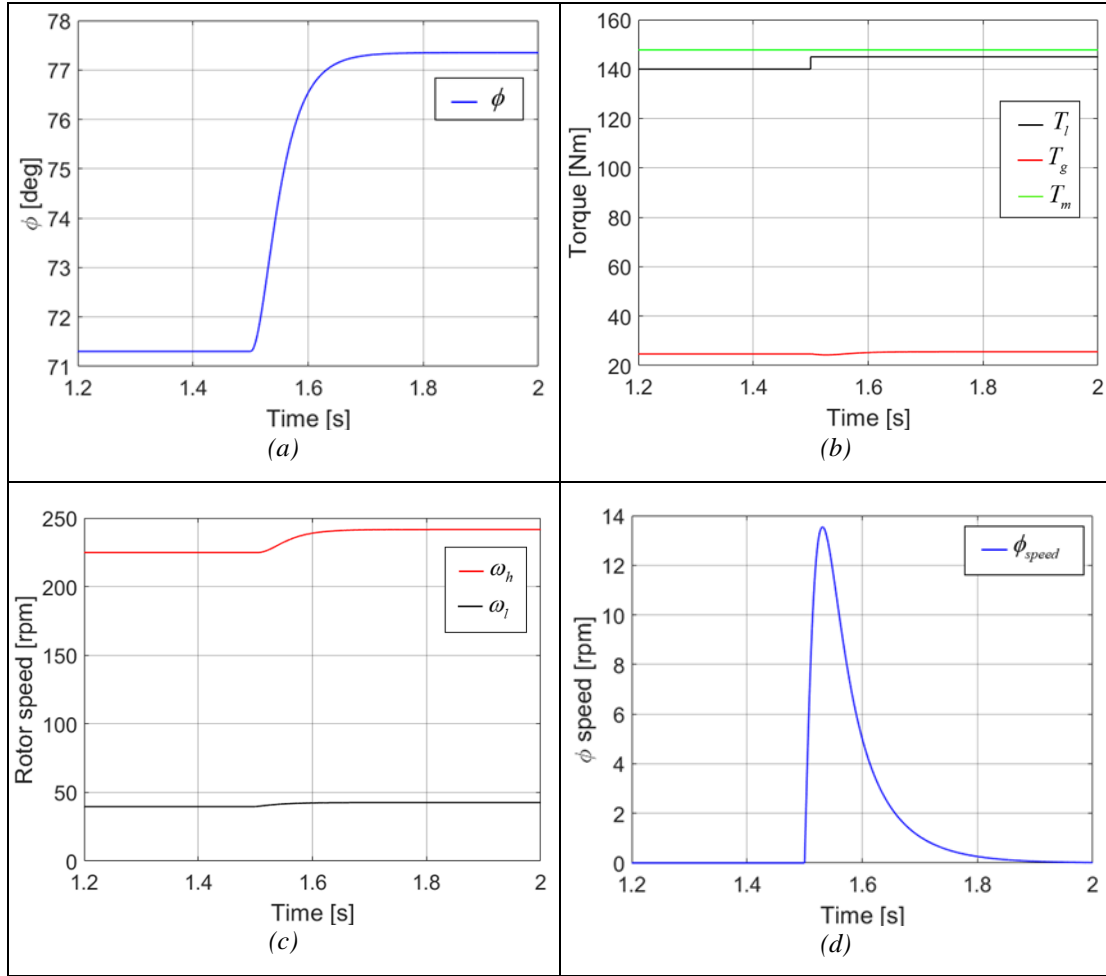 78
77
76
75
74
73
72
71
ϕ [deg]
ϕ
1.2 1.4 1.6 1.8 2
Time [s]
(a)
160
140
120
100
80
60
40
20
Torque [Nm]
T_l
T_g
T_m
1.2 1.4 1.6 1.8 2
Time [s]
(b)
250
200
150
100
50
0
Rotor speed [rpm]
ω_h
ω_l
1.2 1.4 1.6 1.8 2
Time [s]
(c)
14
12
10
8
6
4
2
0
ϕ speed [rpm]
ϕ_speed
1.2 1.4 1.6 1.8 2
Time [s]
(d)